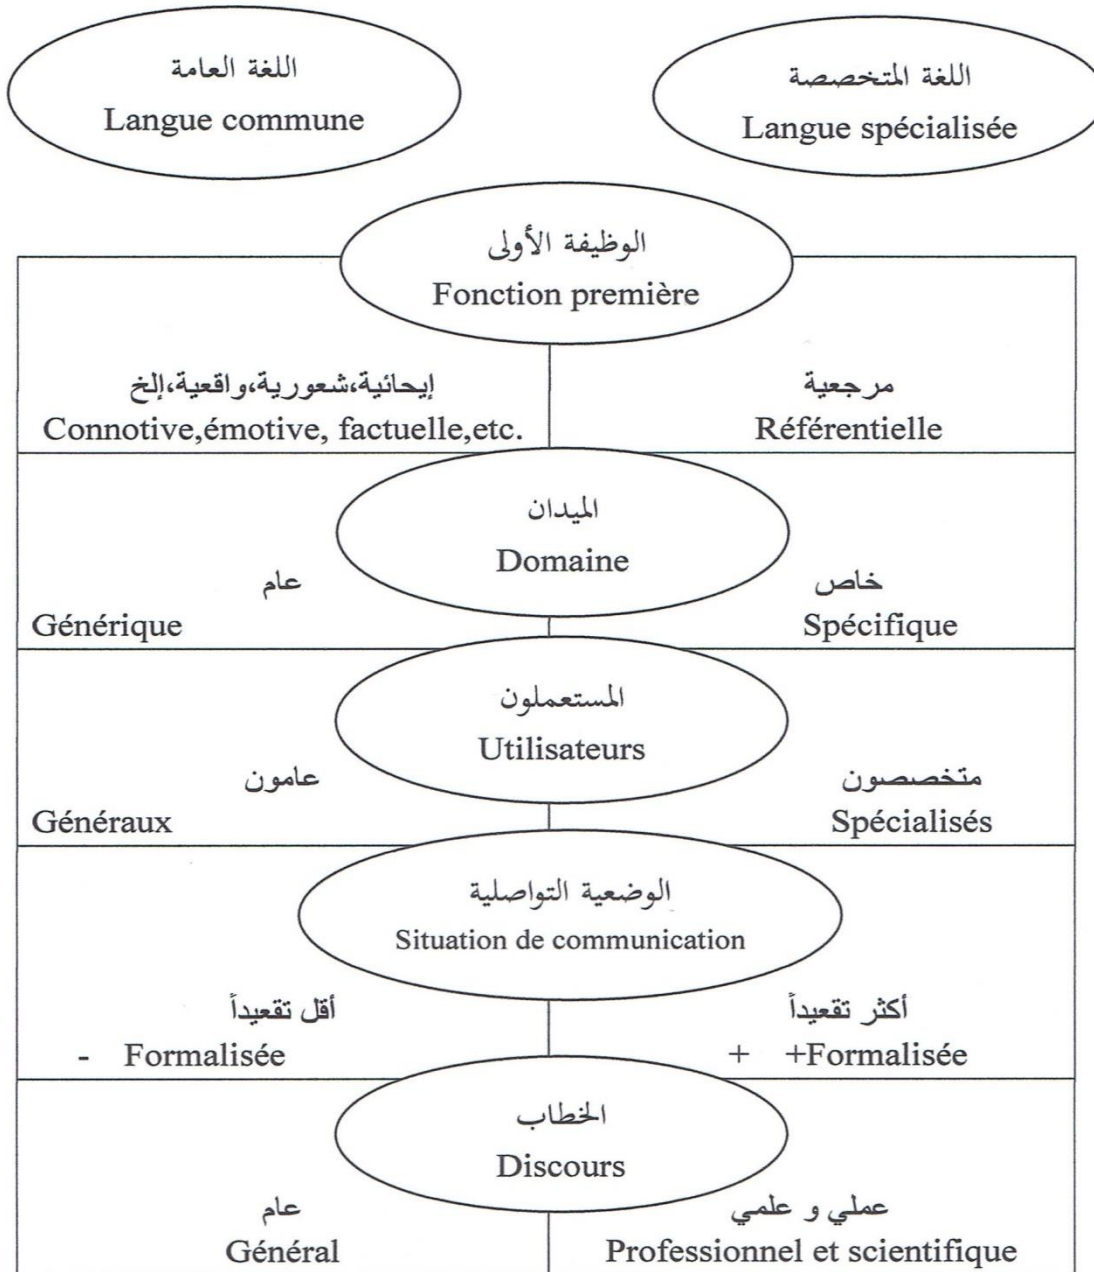 اللغة العامة
Langue commune
اللغة المتخصصة
Langue spécialisée
الوظيفة الأولى
Fonction première
إيحائية،شعورية،واقعية،إلخ
Connotive,émotive, factuelle,etc.
مرجعية
Référentielle
الميدان
Domaine
عام
Générique
خاص
Spécifique
المستعملون
Utilisateurs
عامون
Généraux
متخصصون
Spécialisés
الوضعية التواصلية
Situation de communication
أقل تقعيداً
- Formalisée
أكثر تقعيداً
+ +Formalisée
الخطاب
Discours
عام
Général
عملي و علمي
Professionnel et scientifique